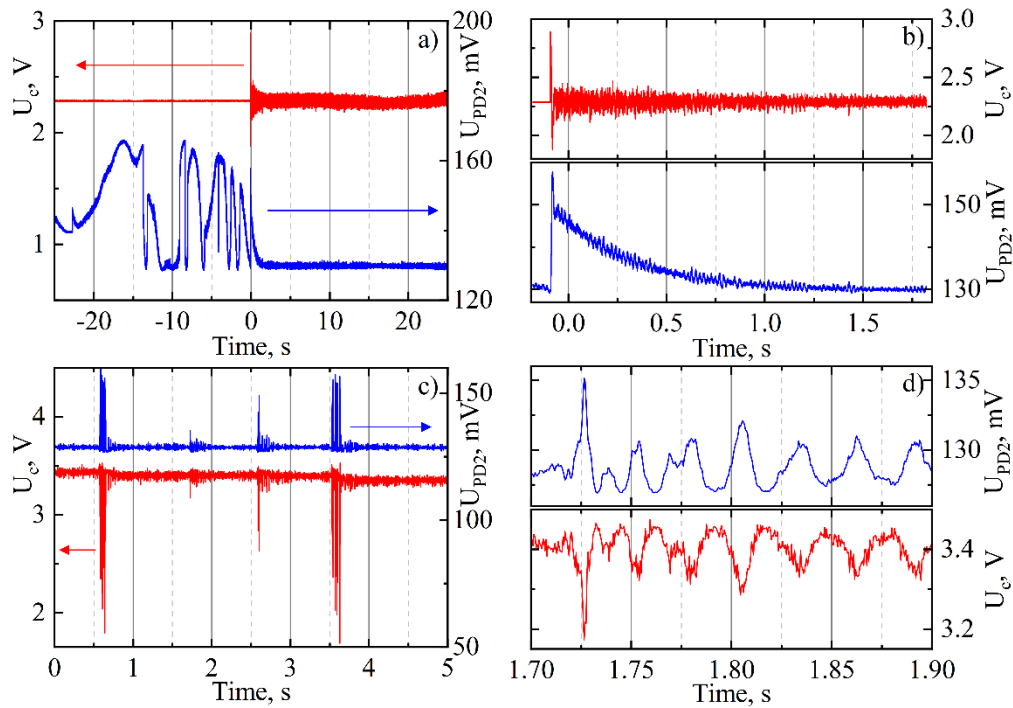 a)
U_c, V
3
2
1
200
160
120
U_PD2, mV
-20 -10 0 10 20
Time, s
b)
3.0
2.5
2.0
U_c, V
150
130
U_PD2, mV
0.0 0.5 1.0 1.5
Time, s
c)
U_c, V
4
3
2
150
100
50
U_PD2, mV
0 1 2 3 4 5
Time, s
d)
135
130
U_PD2, mV
3.4
3.2
U_c, V
1.70 1.75 1.80 1.85 1.90
Time, s